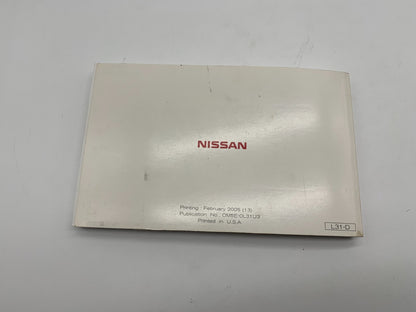 NISSAN
Printing : February 2005 (13)
Publication No.: OM5E-0L31U3
Printed in U.S.A.
L31-D